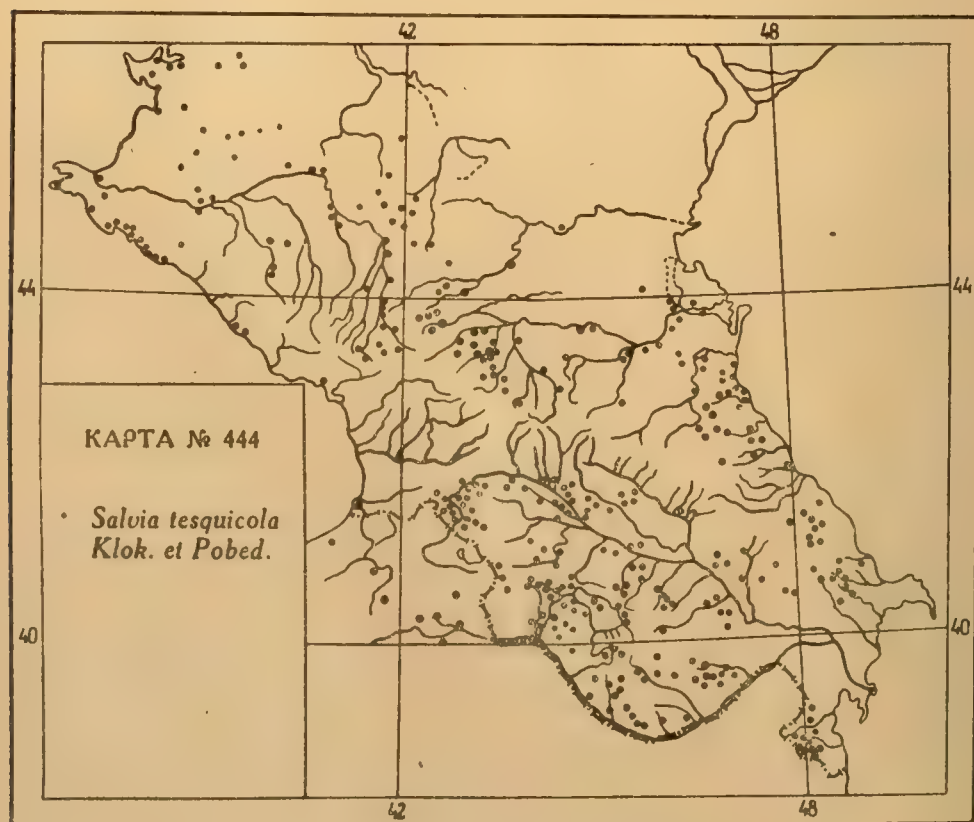 42 48
44 44
КАРТА № 444
Salvia tesquicola
Klok. et Pobed.
40 40
42 48